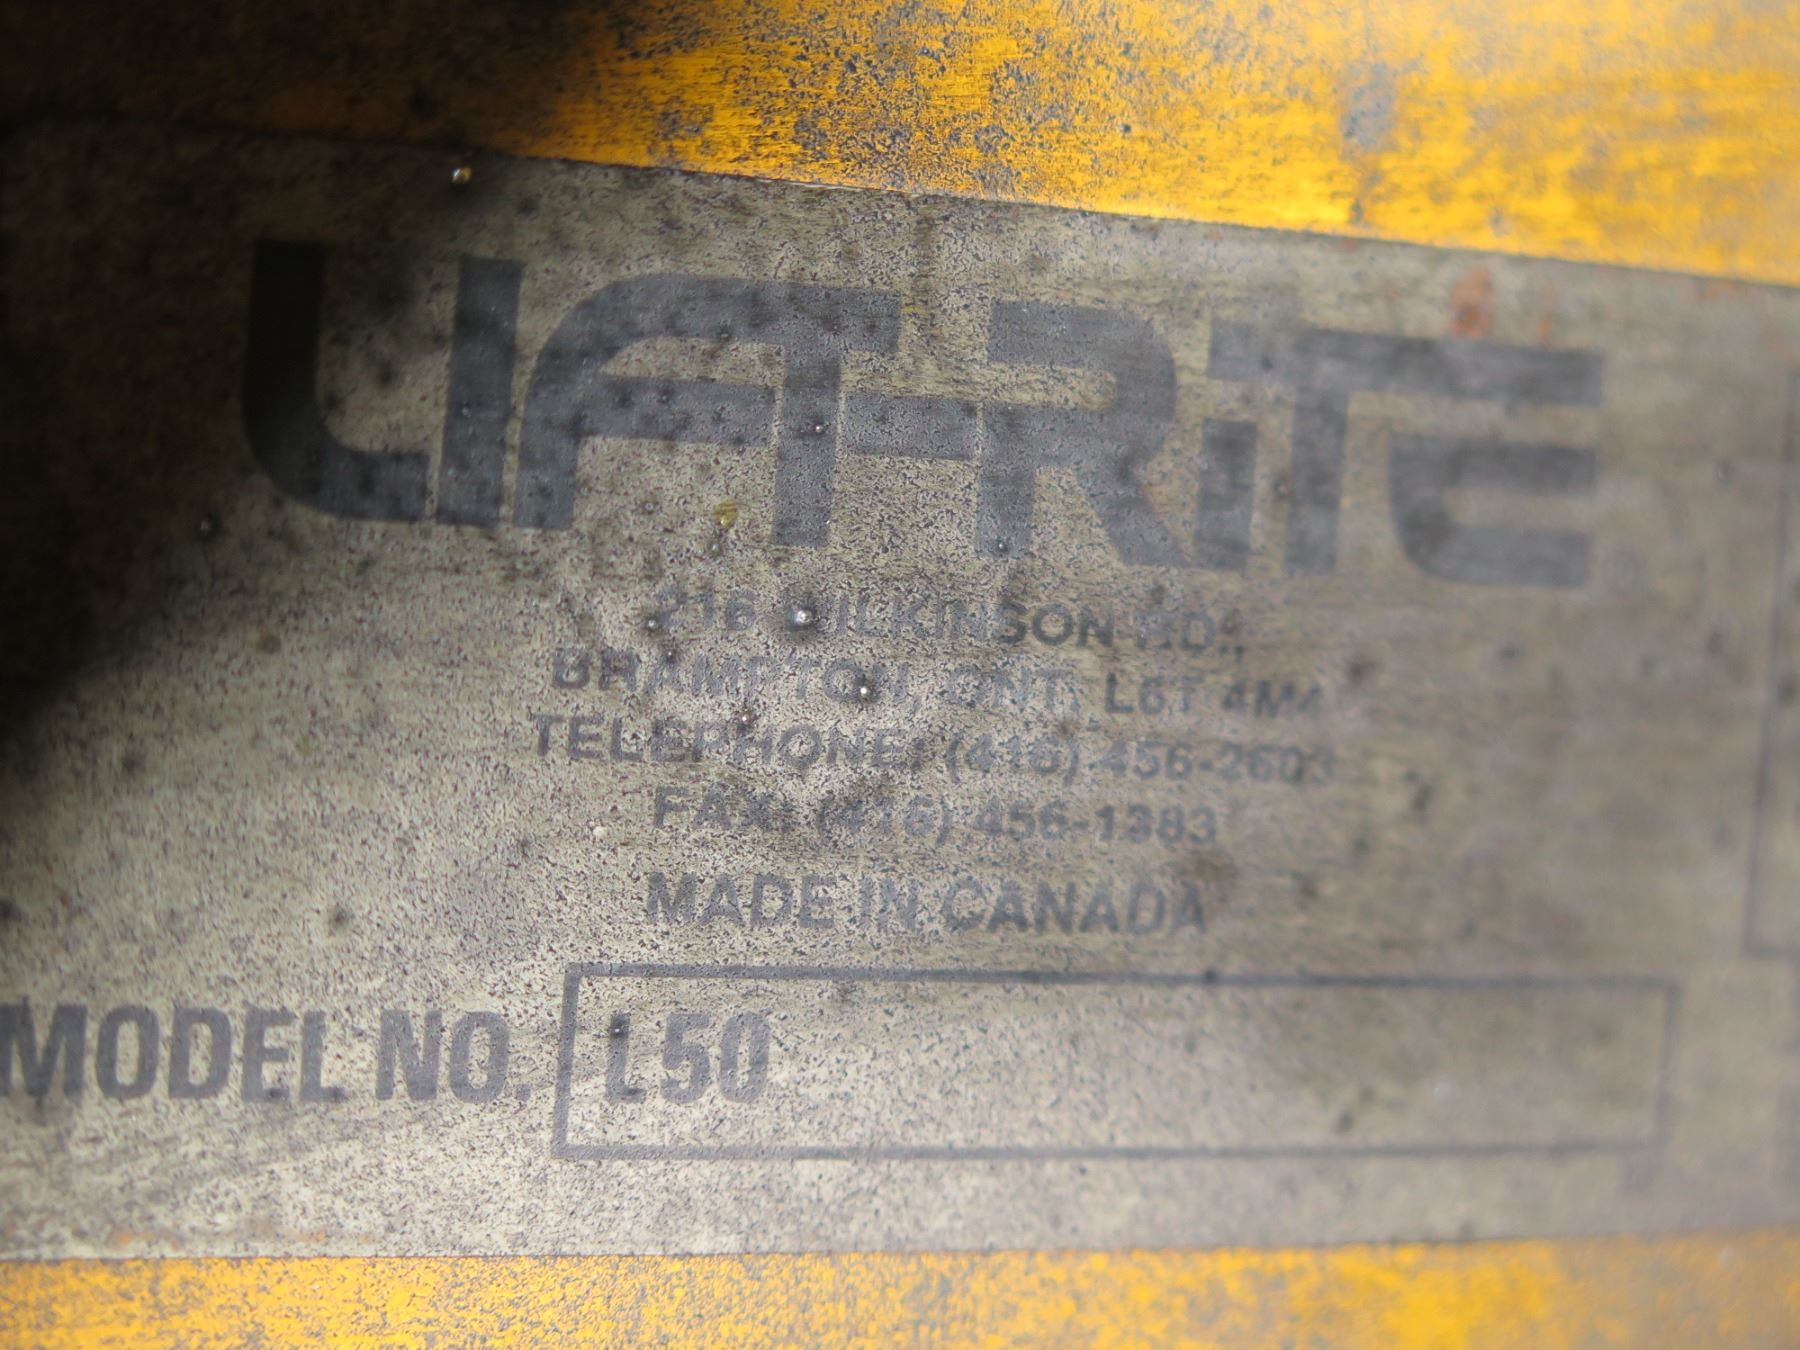 LIFT-RITE®
216 WILKINSON RD.,
BRAMPTON, ONT. L6T 4M4
TELEPHONE: (416) 456-2603
FAX: (416) 456-1383
MADE IN CANADA
MODEL NO. L50